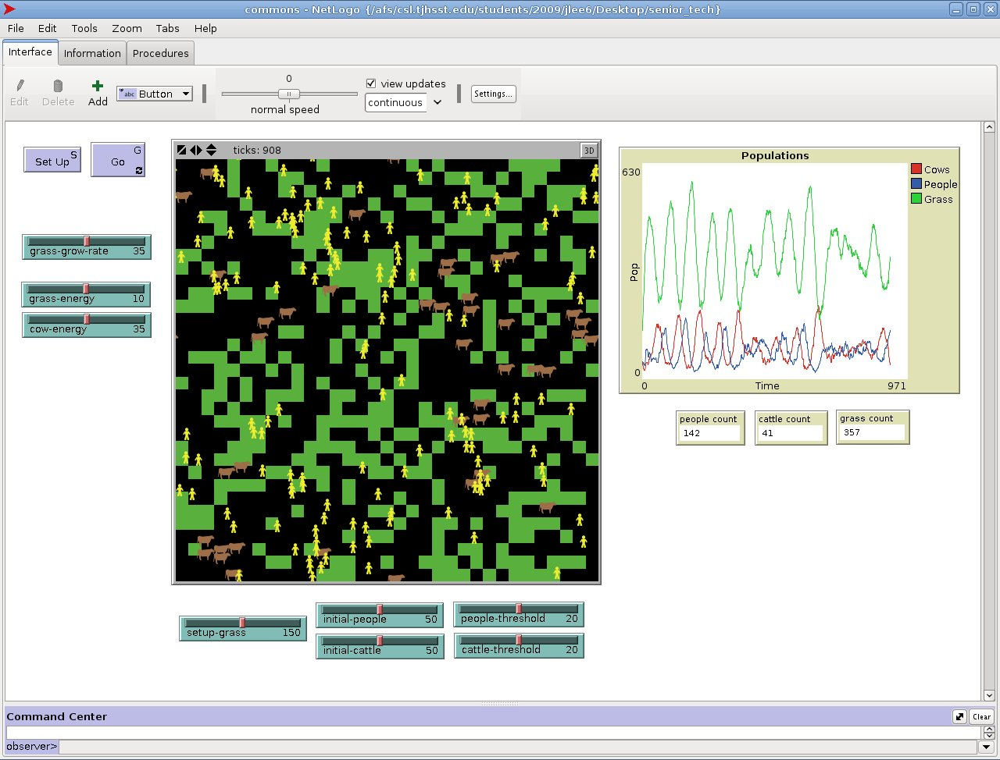 commons - NetLogo {/afs/csl.tjhsst.edu/students/2009/jlee6/Desktop/senior_tech}
File Edit Tools Zoom Tabs Help
Interface Information Procedures
Edit Delete Add abc Button
0
normal speed
view updates
continuous
Settings...
Set Up S
Go G
grass-grow-rate 35
grass-energy 10
cow-energy 35
ticks: 908
3D
Populations
630
Pop
0
0 Time 971
Cows
People
Grass
people count
142
cattle count
41
grass count
357
setup-grass 150
initial-people 50
people-threshold 20
initial-cattle 50
cattle-threshold 20
Command Center
Clear
observer>